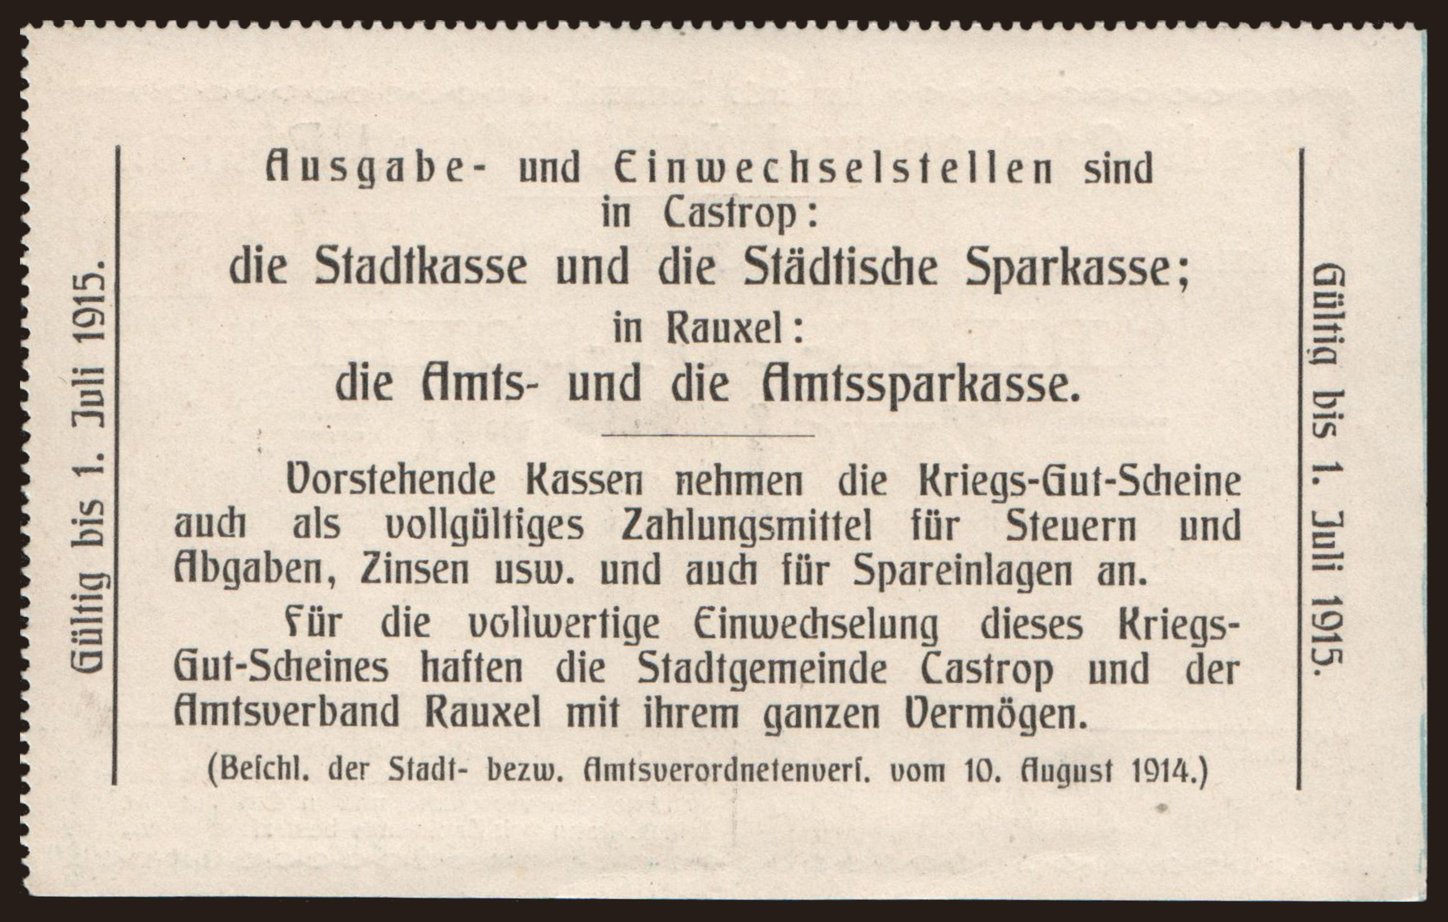 Ausgabe- und Einwechselstellen sind
in Castrop:
die Stadtkasse und die Städtische Sparkasse;
in Rauxel:
die Amts- und die Amtssparkasse.
Vorstehende Kassen nehmen die Kriegs-Gut-Scheine
auch als vollgültiges Zahlungsmittel für Steuern und
Abgaben, Zinsen usw. und auch für Spareinlagen an.
Für die vollwertige Einwechselung dieses Kriegs-
Gut-Scheines haften die Stadtgemeinde Castrop und der
Amtsverband Rauxel mit ihrem ganzen Vermögen.
(Beſchl. der Stadt- bezw. Amtsverordnetenverſ. vom 10. August 1914.)
Gültig bis 1. Juli 1915.
Gültig bis 1. Juli 1915.